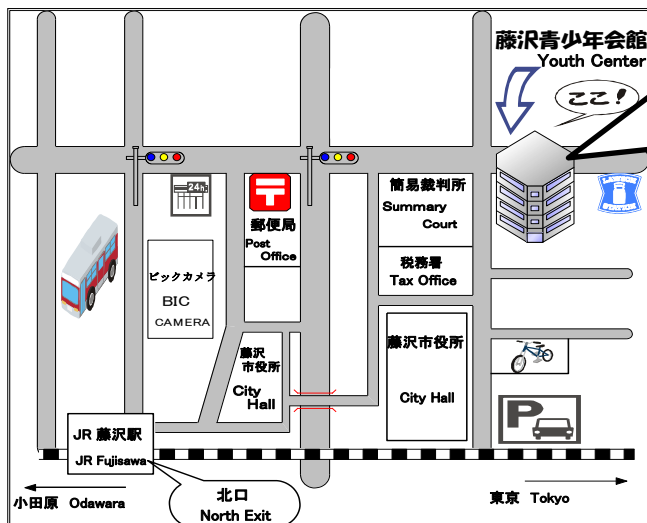 藤沢青少年会館
Youth Center
ここ！
24h
郵便局
Post
Office
簡易裁判所
Summary
Court
税務署
Tax Office
ビックカメラ
BIC
CAMERA
藤沢
市役所
City
Hall
藤沢市役所
City Hall
P
JR 藤沢駅
JR Fujisawa
北口
North Exit
小田原 Odawara
東京 Tokyo